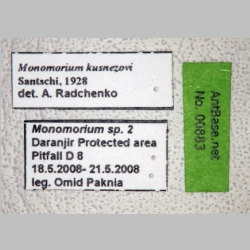 Monomorium kusnezovi
Santschi, 1928
det. A. Radchenko
Monomorium sp. 2
Daranjir Protected area
Pitfall D 8
18.5.2008- 21.5.2008
leg. Omid Paknia
AntBase.net
No. 00883